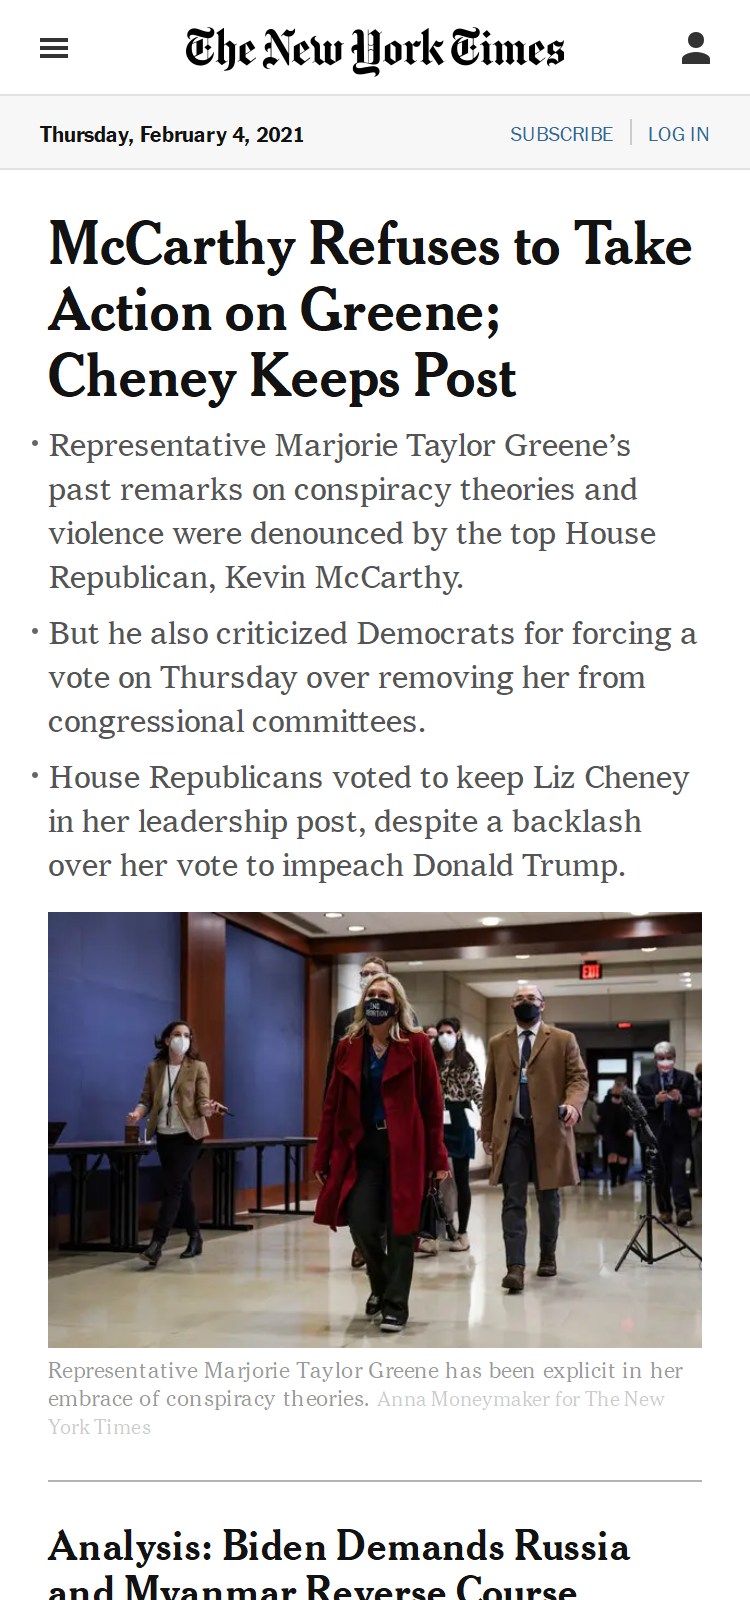 The New York Times
Thursday, February 4, 2021
SUBSCRIBE
LOG IN
McCarthy Refuses to Take
Action on Greene;
Cheney Keeps Post
• Representative Marjorie Taylor Greene’s
past remarks on conspiracy theories and
violence were denounced by the top House
Republican, Kevin McCarthy.
• But he also criticized Democrats for forcing a
vote on Thursday over removing her from
congressional committees.
• House Republicans voted to keep Liz Cheney
in her leadership post, despite a backlash
over her vote to impeach Donald Trump.
EXIT
Representative Marjorie Taylor Greene has been explicit in her
embrace of conspiracy theories. Anna Moneymaker for The New
York Times
Analysis: Biden Demands Russia
and Myanmar Reverse Course